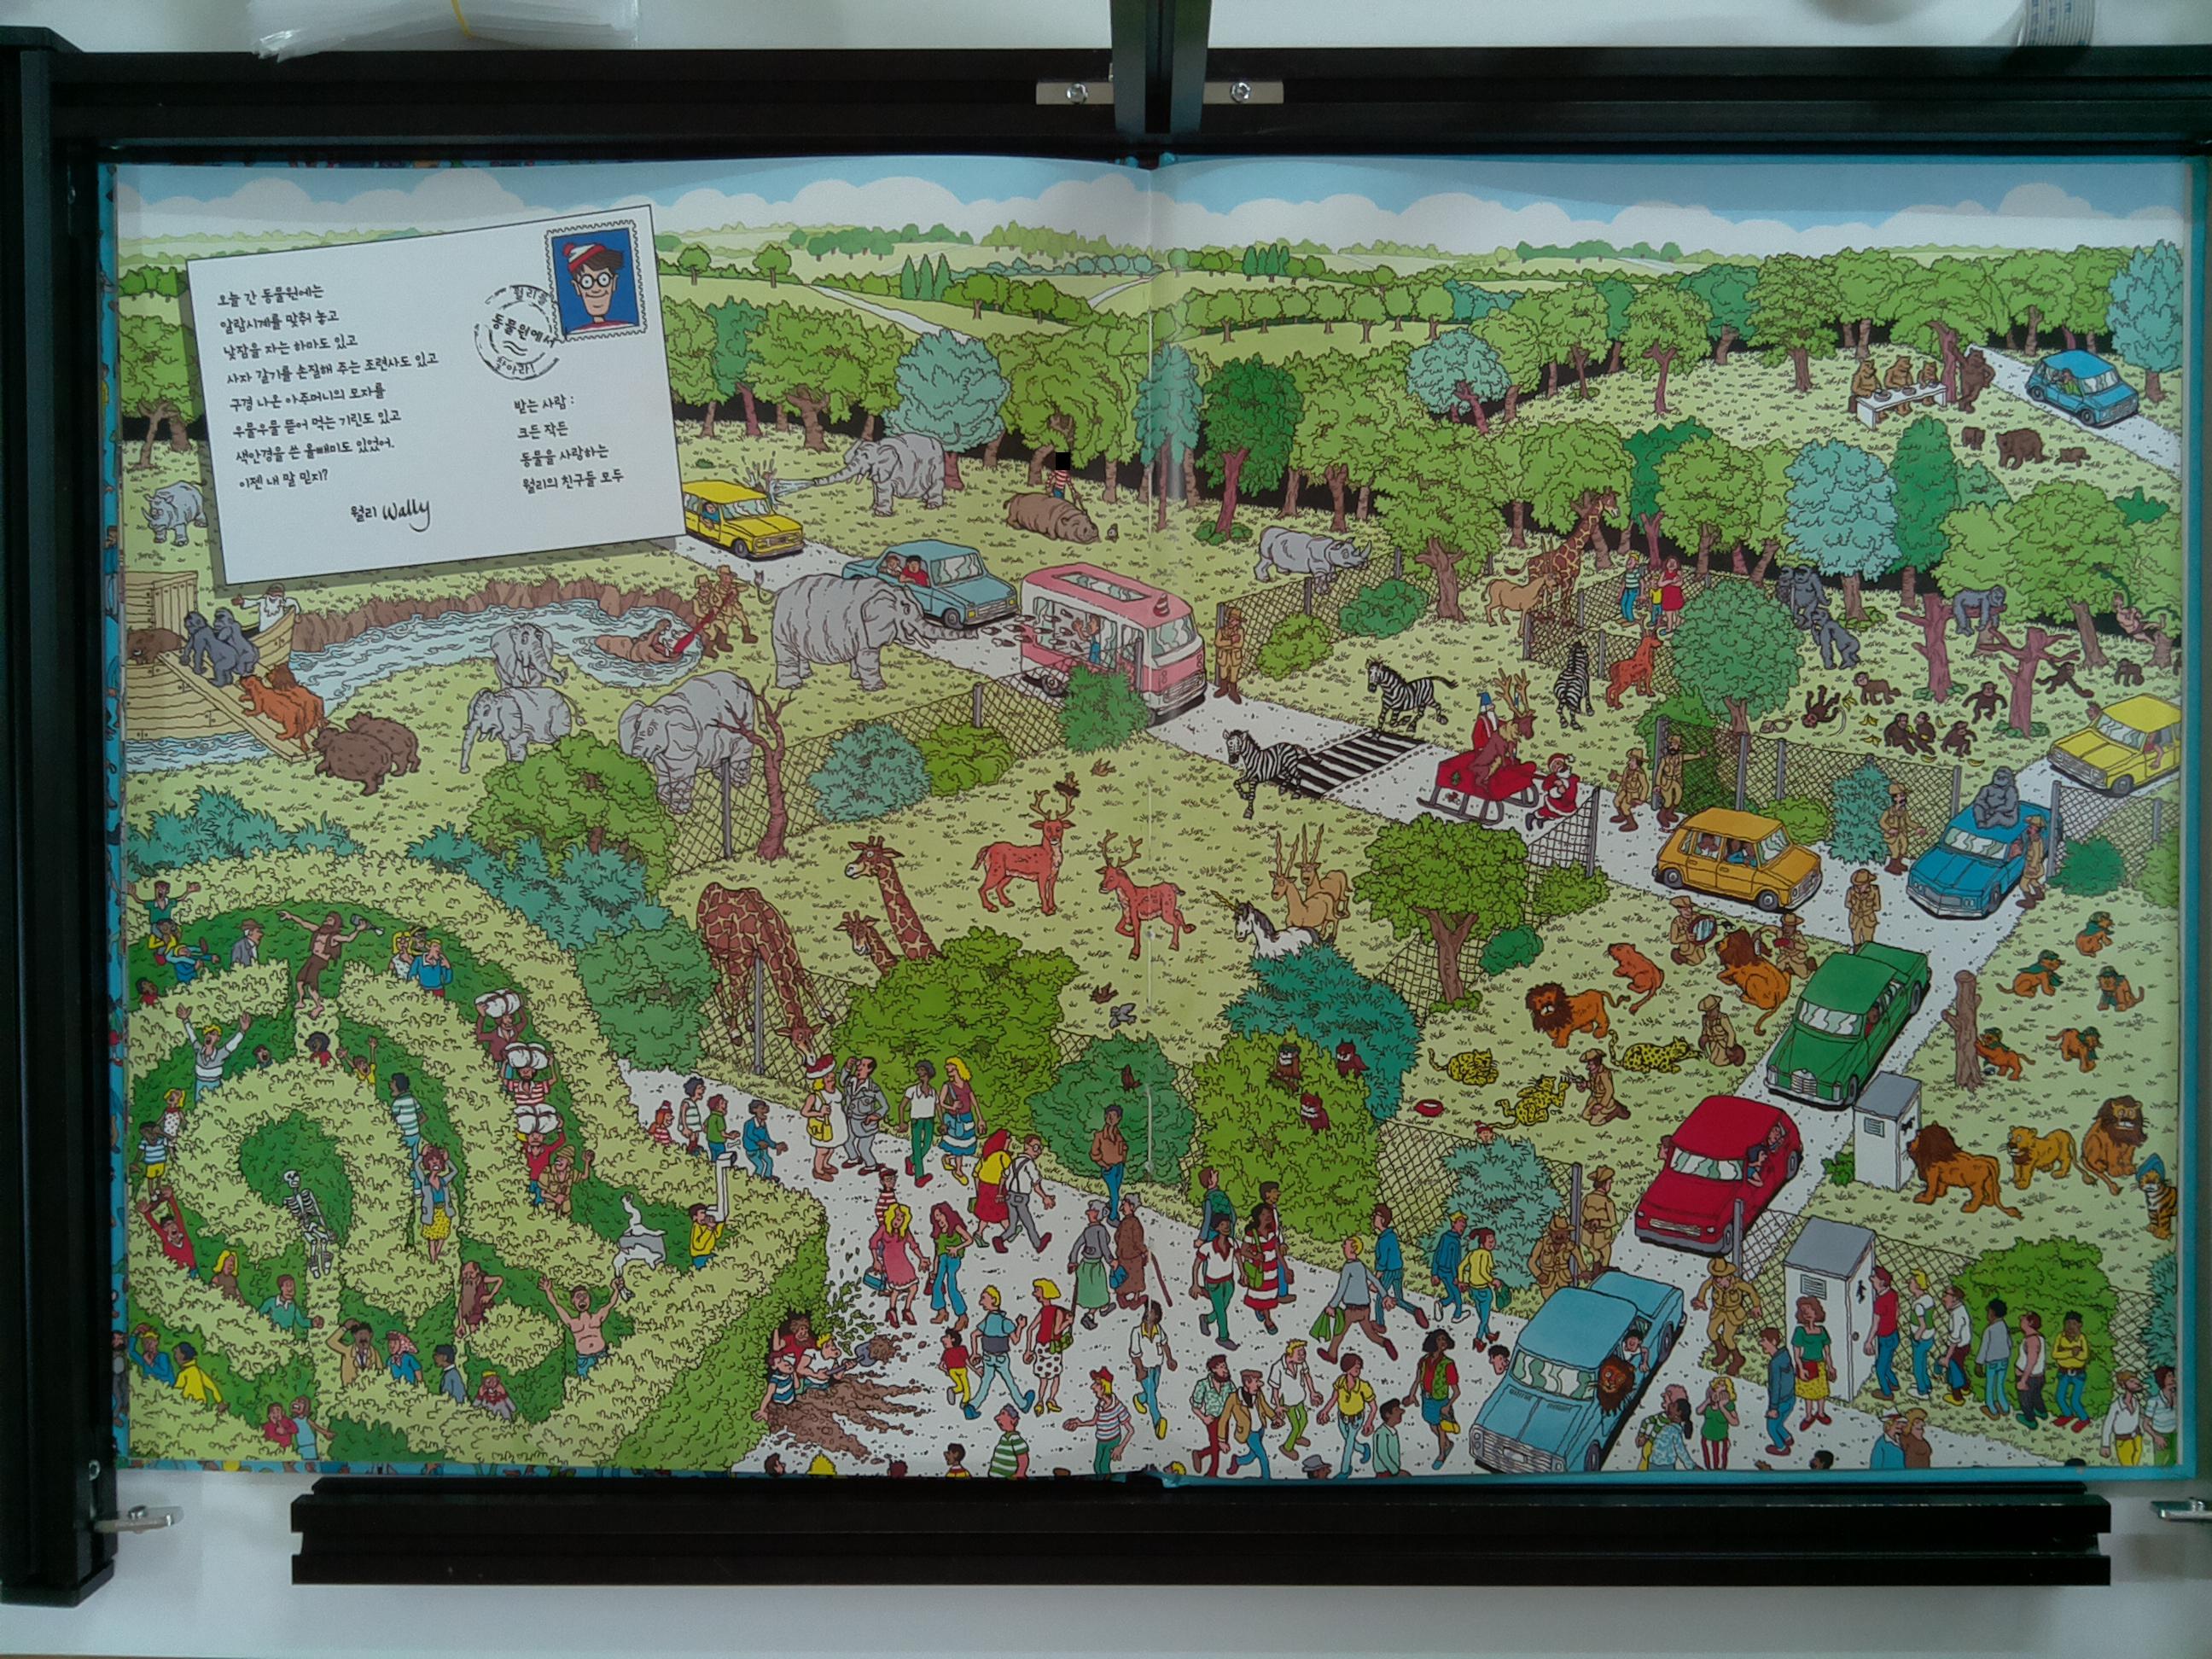 오늘 간 동물원에는
알람시계를 맞춰 놓고
낮잠을 자는 하마도 있고
사자 갈기를 손질해 주는 조련사도 있고
구경 나온 아주머니의 모자를
우물우물 뜯어 먹는 기린도 있고
색안경을 쓴 올빼미도 있었어.
이젠 내 말 믿지?
월리 Wally
월리를
동물원에서
찾아라!
받는 사람 :
크든 작든
동물을 사랑하는
월리의 친구들 모두